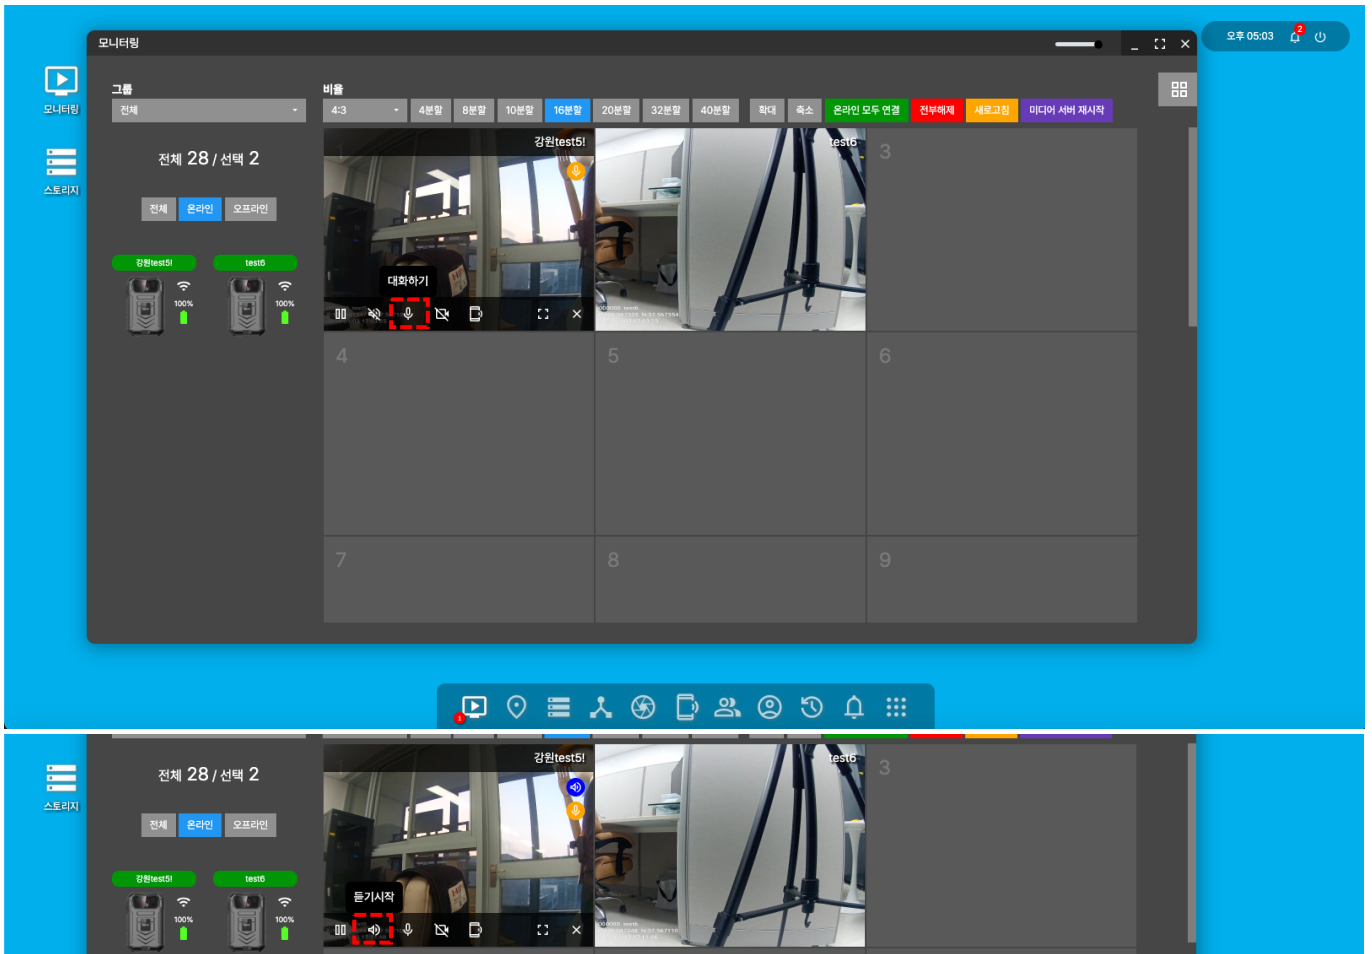 모니터링
오후 05:03
2
모니터링
스토리지
그룹
전체
비율
4:3
4분할
8분할
10분할
16분할
20분할
32분할
40분할
확대
축소
온라인 모두 연결
전부해제
새로고침
미디어 서버 재시작
전체 28 / 선택 2
전체
온라인
오프라인
강원test5!
test6
100%
100%
1
강원test5!
대화하기
test6
3
4
5
6
7
8
9
1
스토리지
전체 28 / 선택 2
전체
온라인
오프라인
강원test5!
test6
100%
100%
1
강원test5!
듣기시작
test6
3